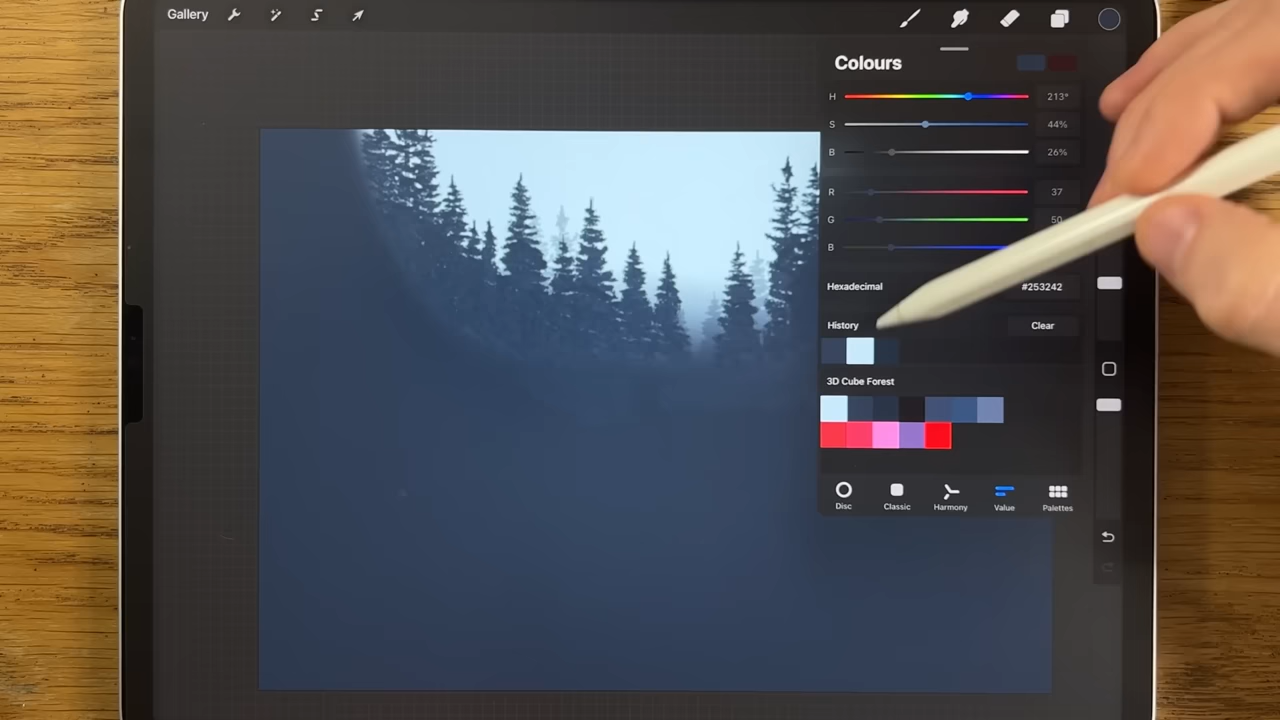 Gallery
Colours
H 213°
S 44%
B 26%
R 37
G 50
B
Hexadecimal #253242
History Clear
3D Cube Forest
Disc Classic Harmony Value Palettes